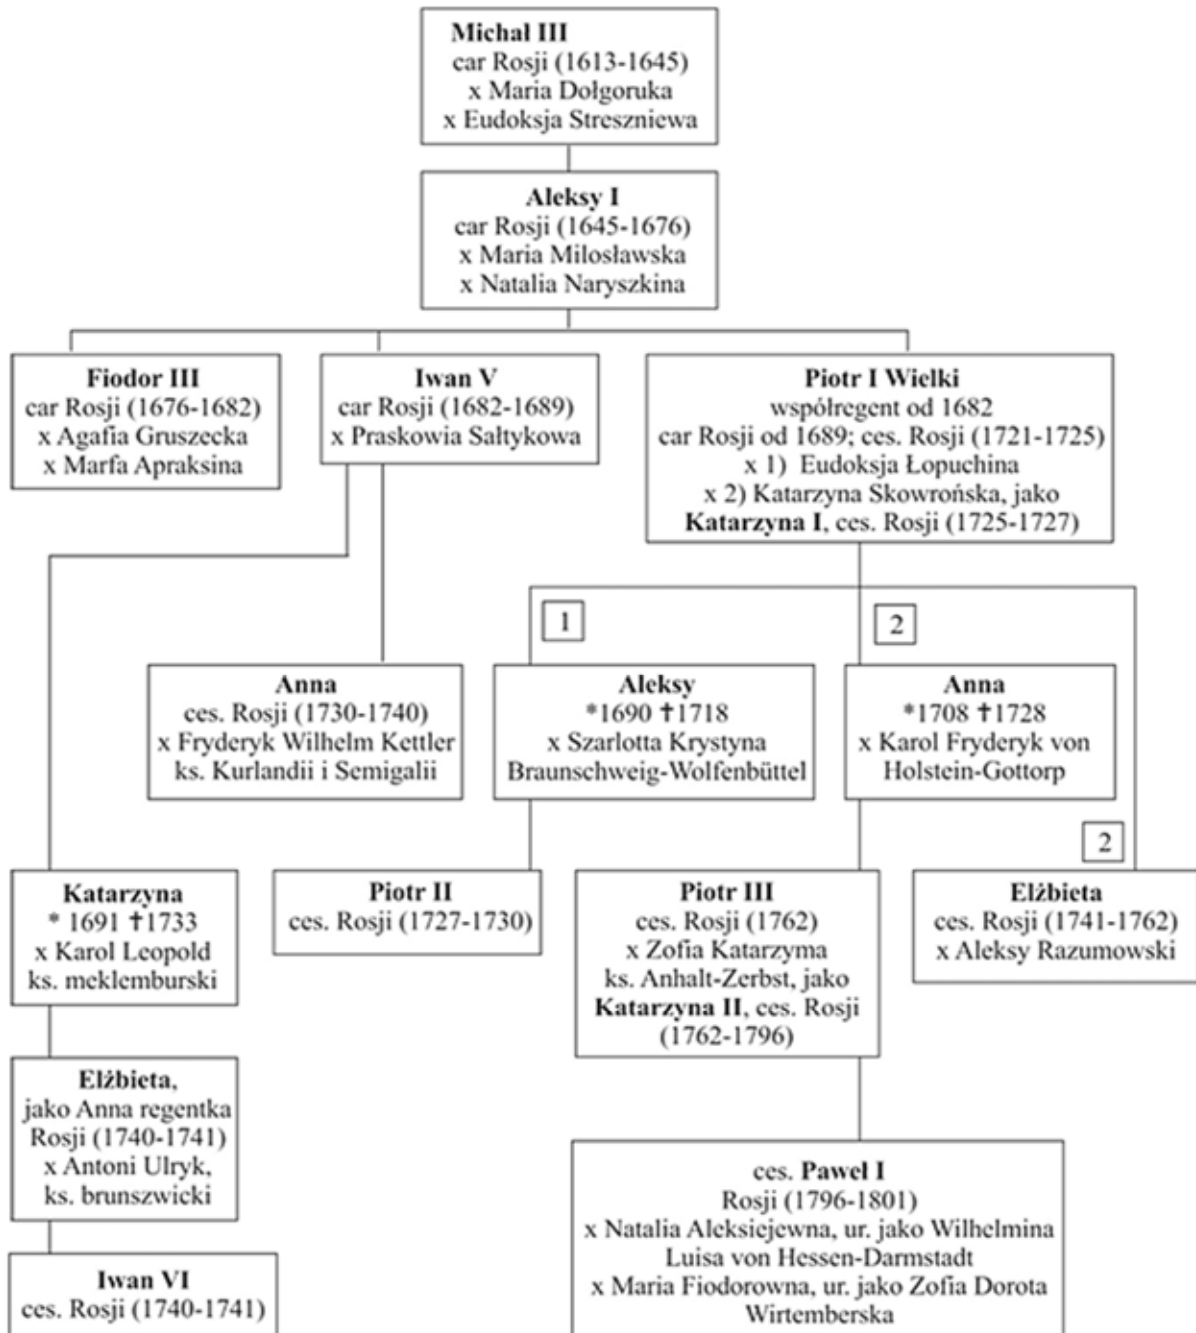 Michał III
car Rosji (1613-1645)
x Maria Dołgoruka
x Eudoksja Streszniewa
Aleksy I
car Rosji (1645-1676)
x Maria Milosławska
x Natalia Naryszkina
Fiodor III
car Rosji (1676-1682)
x Agafia Gruszecka
x Marfa Apraksina
Iwan V
car Rosji (1682-1689)
x Praskowia Sałtykowa
Piotr I Wielki
współregent od 1682
car Rosji od 1689; ces. Rosji (1721-1725)
x 1) Eudoksja Łopuchina
x 2) Katarzyna Skowrońska, jako
Katarzyna I, ces. Rosji (1725-1727)
1
2
Anna
ces. Rosji (1730-1740)
x Fryderyk Wilhelm Kettler
ks. Kurlandii i Semigalii
Aleksy
*1690 ✝1718
x Szarlotta Krystyna
Braunschweig-Wolfenbüttel
Anna
*1708 ✝1728
x Karol Fryderyk von
Holstein-Gottorp
2
Katarzyna
* 1691 ✝1733
x Karol Leopold
ks. meklemburski
Piotr II
ces. Rosji (1727-1730)
Piotr III
ces. Rosji (1762)
x Zofia Katarzyma
ks. Anhalt-Zerbst, jako
Katarzyna II, ces. Rosji
(1762-1796)
Elżbieta
ces. Rosji (1741-1762)
x Aleksy Razumowski
Elżbieta,
jako Anna regentka
Rosji (1740-1741)
x Antoni Ulryk,
ks. brunszwicki
Iwan VI
ces. Rosji (1740-1741)
ces. Paweł I
Rosji (1796-1801)
x Natalia Aleksiejewna, ur. jako Wilhelmina
Luisa von Hessen-Darmstadt
x Maria Fiodorowna, ur. jako Zofia Dorota
Wirtemberska